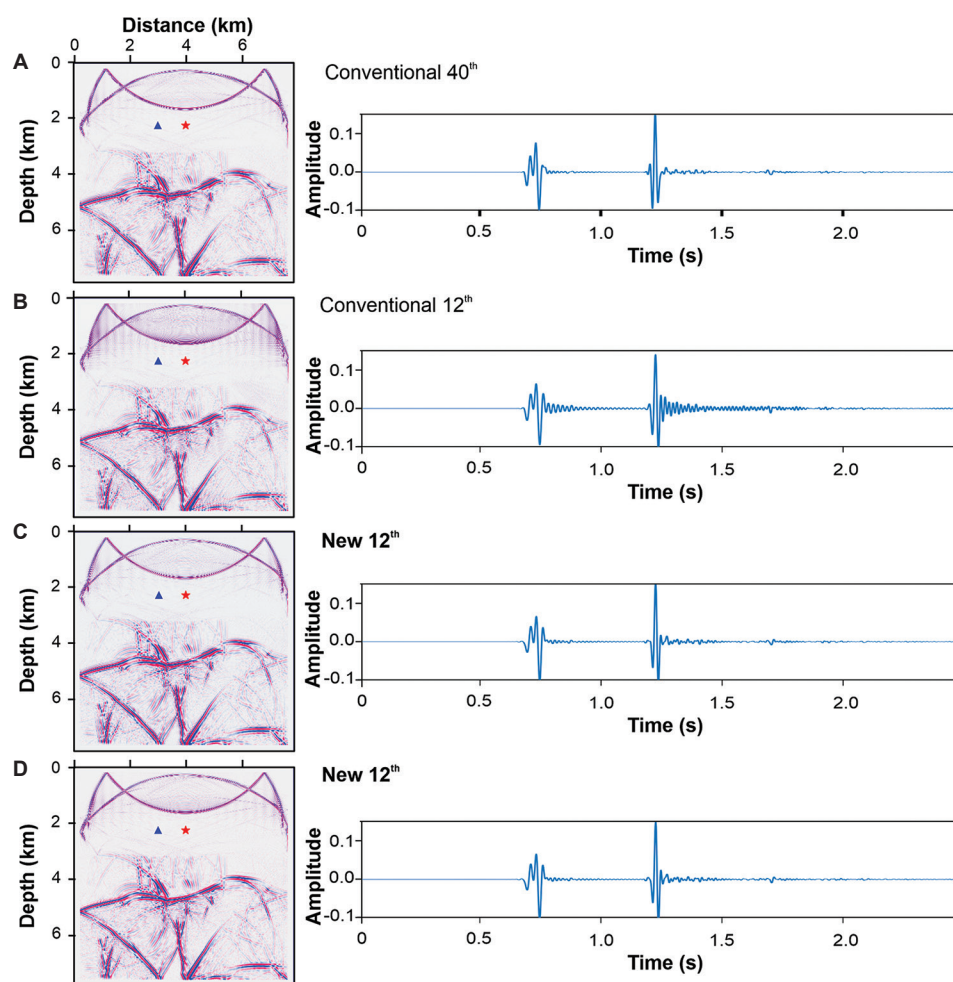 Distance (km)
0 2 4 6
A
0
2
4
6
Depth (km)
Conventional 40th
0.1
0.0
-0.1
Amplitude
0 0.5 1.0 1.5 2.0
Time (s)
B
0
2
4
6
Depth (km)
Conventional 12th
0.1
0.0
-0.1
Amplitude
0 0.5 1.0 1.5 2.0
Time (s)
C
0
2
4
6
Depth (km)
New 12th
0.1
0.0
-0.1
Amplitude
0 0.5 1.0 1.5 2.0
Time (s)
D
0
2
4
6
Depth (km)
New 12th
0.1
0.0
-0.1
Amplitude
0 0.5 1.0 1.5 2.0
Time (s)